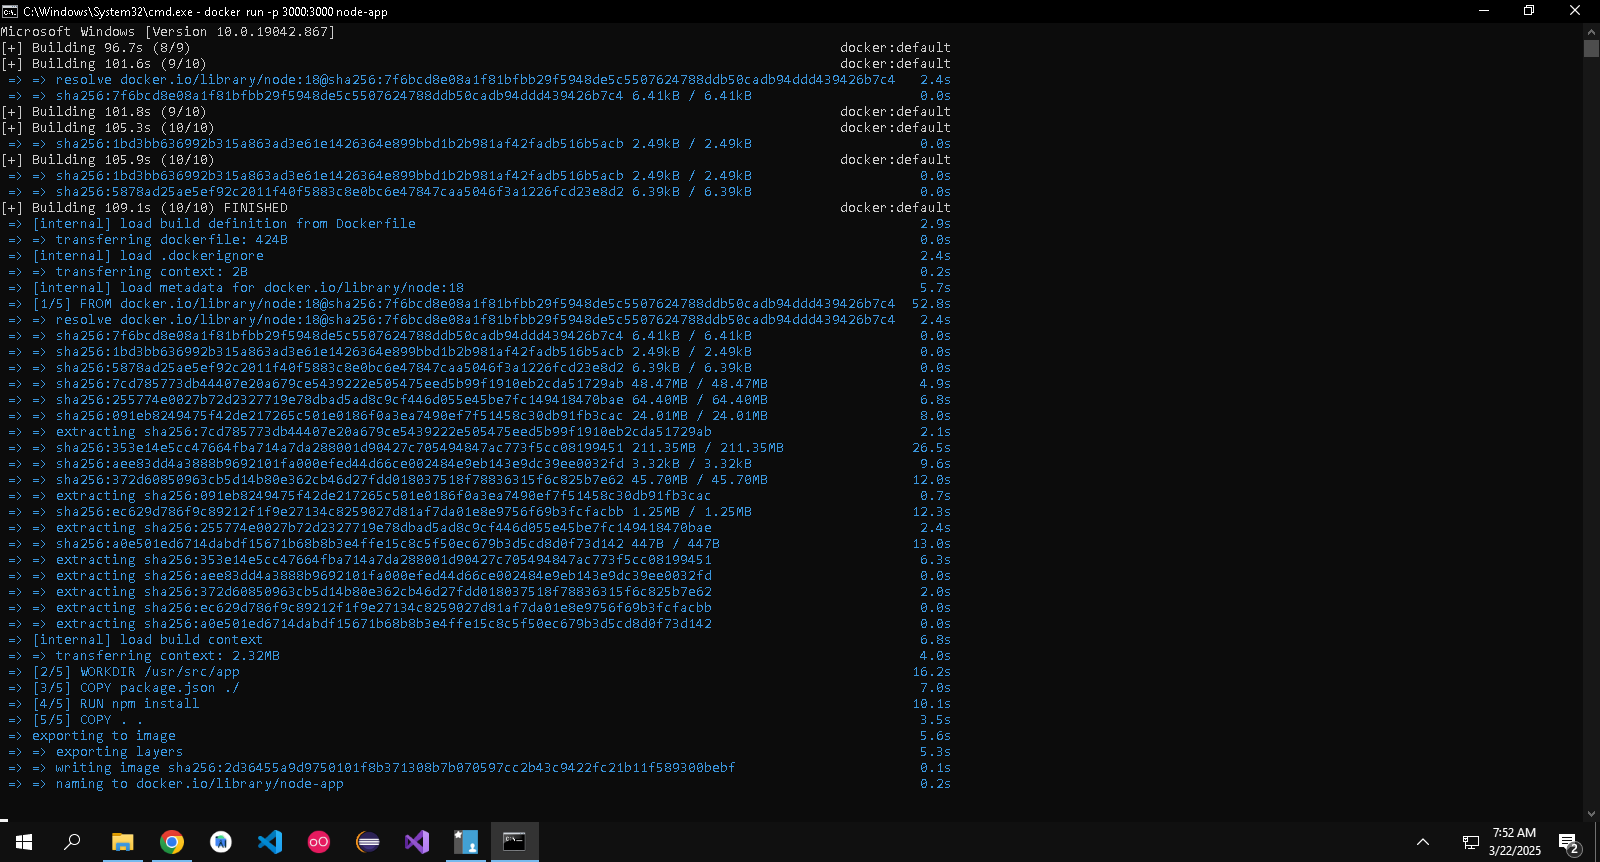 C:\Windows\System32\cmd.exe - docker run -p 3000:3000 node-app
Microsoft Windows [Version 10.0.19042.867]
[+] Building 96.7s (8/9) docker:default
[+] Building 101.6s (9/10) docker:default
=> => resolve docker.io/library/node:18@sha256:7f6bcd8e08a1f81bfbb29f5948de5c5507624788ddb50cadb94ddd439426b7c4 2.4s
=> => sha256:7f6bcd8e08a1f81bfbb29f5948de5c5507624788ddb50cadb94ddd439426b7c4 6.41kB / 6.41kB 0.0s
[+] Building 101.8s (9/10) docker:default
[+] Building 105.3s (10/10) docker:default
=> => sha256:1bd3bb636992b315a863ad3e61e1426364e899bbd1b2b981af42fadb516b5acb 2.49kB / 2.49kB 0.0s
[+] Building 105.9s (10/10) docker:default
=> => sha256:1bd3bb636992b315a863ad3e61e1426364e899bbd1b2b981af42fadb516b5acb 2.49kB / 2.49kB 0.0s
=> => sha256:5878ad25ae5ef92c2011f40f5883c8e0bc6e47847caa5046f3a1226fcd23e8d2 6.39kB / 6.39kB 0.0s
[+] Building 109.1s (10/10) FINISHED docker:default
=> [internal] load build definition from Dockerfile 2.9s
=> => transferring dockerfile: 424B 0.0s
=> [internal] load .dockerignore 2.4s
=> => transferring context: 2B 0.2s
=> [internal] load metadata for docker.io/library/node:18 5.7s
=> [1/5] FROM docker.io/library/node:18@sha256:7f6bcd8e08a1f81bfbb29f5948de5c5507624788ddb50cadb94ddd439426b7c4 52.8s
=> => resolve docker.io/library/node:18@sha256:7f6bcd8e08a1f81bfbb29f5948de5c5507624788ddb50cadb94ddd439426b7c4 2.4s
=> => sha256:7f6bcd8e08a1f81bfbb29f5948de5c5507624788ddb50cadb94ddd439426b7c4 6.41kB / 6.41kB 0.0s
=> => sha256:1bd3bb636992b315a863ad3e61e1426364e899bbd1b2b981af42fadb516b5acb 2.49kB / 2.49kB 0.0s
=> => sha256:5878ad25ae5ef92c2011f40f5883c8e0bc6e47847caa5046f3a1226fcd23e8d2 6.39kB / 6.39kB 0.0s
=> => sha256:7cd785773db44407e20a679ce5439222e505475eed5b99f1910eb2cda51729ab 48.47MB / 48.47MB 4.9s
=> => sha256:255774e0027b72d2327719e78dbad5ad8c9cf446d055e45be7fc149418470bae 64.40MB / 64.40MB 6.8s
=> => sha256:091eb8249475f42de217265c501e0186f0a3ea7490ef7f51458c30db91fb3cac 24.01MB / 24.01MB 8.0s
=> => extracting sha256:7cd785773db44407e20a679ce5439222e505475eed5b99f1910eb2cda51729ab 2.1s
=> => sha256:353e14e5cc47664fba714a7da288001d90427c705494847ac773f5cc08199451 211.35MB / 211.35MB 26.5s
=> => sha256:aee83dd4a3888b9692101fa000efed44d66ce002484e9eb143e9dc39ee0032fd 3.32kB / 3.32kB 9.6s
=> => sha256:372d60850963cb5d14b80e362cb46d27fdd018037518f78836315f6c825b7e62 45.70MB / 45.70MB 12.0s
=> => extracting sha256:091eb8249475f42de217265c501e0186f0a3ea7490ef7f51458c30db91fb3cac 0.7s
=> => sha256:ec629d786f9c89212f1f9e27134c8259027d81af7da01e8e9756f69b3fcfacbb 1.25MB / 1.25MB 12.3s
=> => extracting sha256:255774e0027b72d2327719e78dbad5ad8c9cf446d055e45be7fc149418470bae 2.4s
=> => sha256:a0e501ed6714dabdf15671b68b8b3e4ffe15c8c5f50ec679b3d5cd8d0f73d142 447B / 447B 13.0s
=> => extracting sha256:353e14e5cc47664fba714a7da288001d90427c705494847ac773f5cc08199451 6.3s
=> => extracting sha256:aee83dd4a3888b9692101fa000efed44d66ce002484e9eb143e9dc39ee0032fd 0.0s
=> => extracting sha256:372d60850963cb5d14b80e362cb46d27fdd018037518f78836315f6c825b7e62 2.0s
=> => extracting sha256:ec629d786f9c89212f1f9e27134c8259027d81af7da01e8e9756f69b3fcfacbb 0.0s
=> => extracting sha256:a0e501ed6714dabdf15671b68b8b3e4ffe15c8c5f50ec679b3d5cd8d0f73d142 0.0s
=> [internal] load build context 6.8s
=> => transferring context: 2.32MB 4.0s
=> [2/5] WORKDIR /usr/src/app 16.2s
=> [3/5] COPY package.json ./ 7.0s
=> [4/5] RUN npm install 10.1s
=> [5/5] COPY . . 3.5s
=> exporting to image 5.6s
=> => exporting layers 5.3s
=> => writing image sha256:2d36455a9d9750101f8b371308b7b070597cc2b43c9422fc21b11f589300bebf 0.1s
=> => naming to docker.io/library/node-app 0.2s
7:52 AM
3/22/2025
2